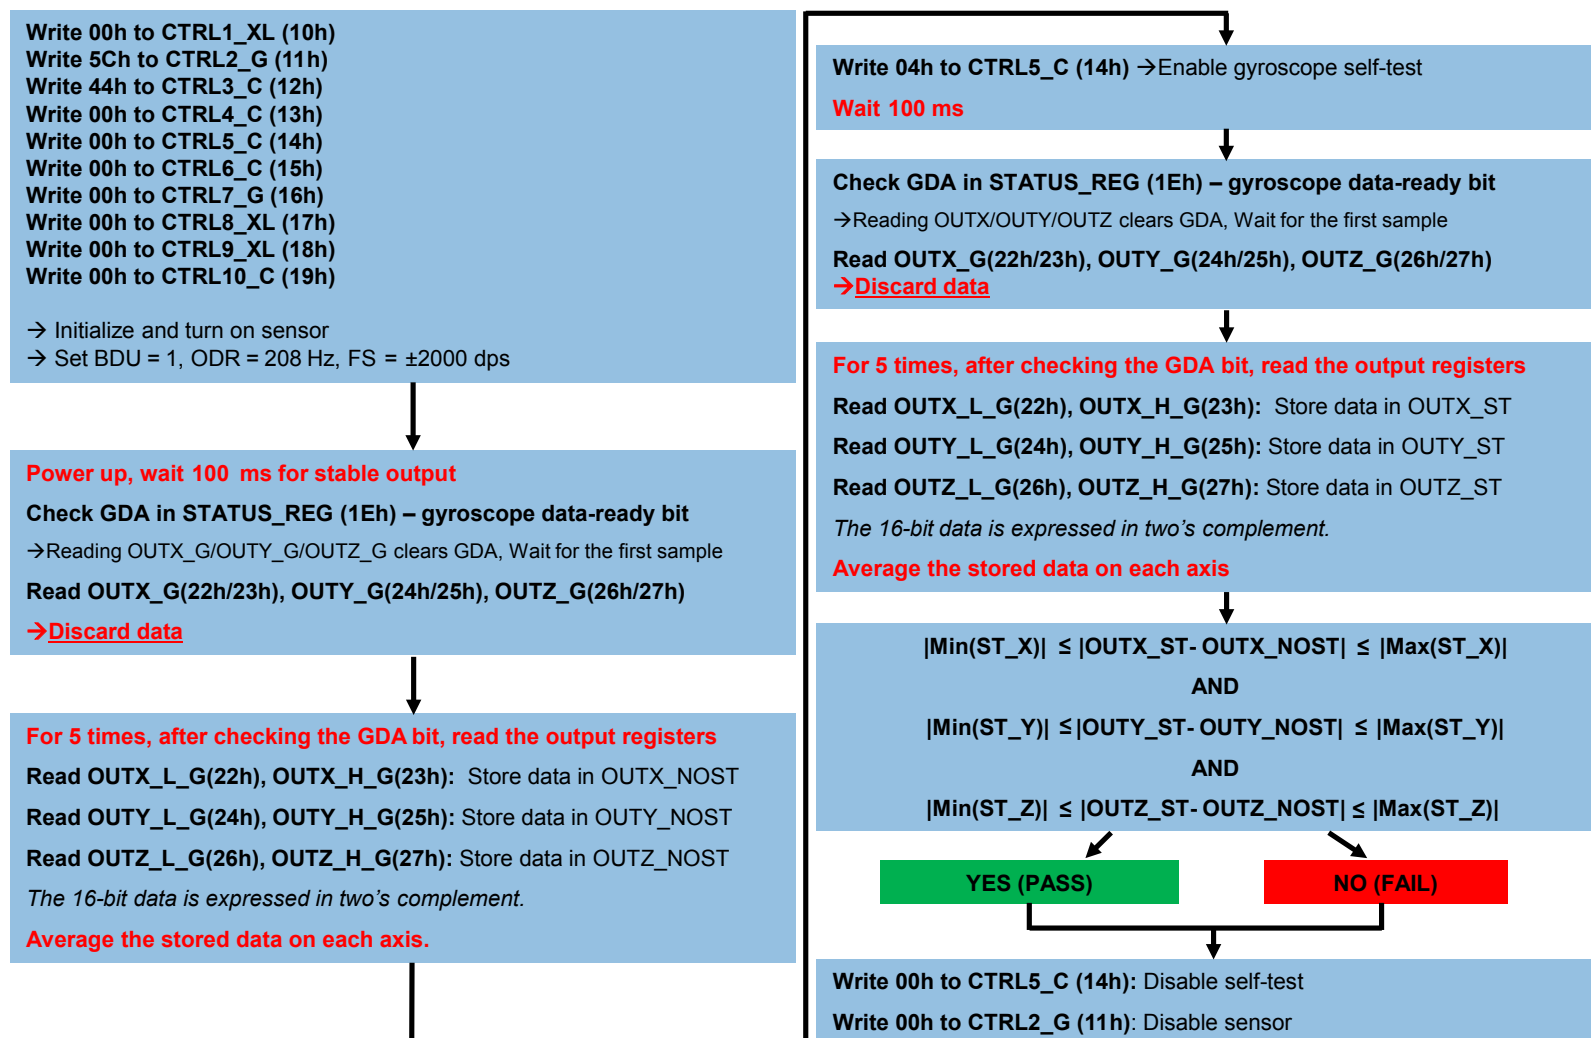 Write 00h to CTRL1_XL (10h)
Write 5Ch to CTRL2_G (11h)
Write 44h to CTRL3_C (12h)
Write 00h to CTRL4_C (13h)
Write 00h to CTRL5_C (14h)
Write 00h to CTRL6_C (15h)
Write 00h to CTRL7_G (16h)
Write 00h to CTRL8_XL (17h)
Write 00h to CTRL9_XL (18h)
Write 00h to CTRL10_C (19h)
→ Initialize and turn on sensor
→ Set BDU = 1, ODR = 208 Hz, FS = ±2000 dps
Power up, wait 100 ms for stable output
Check GDA in STATUS_REG (1Eh) – gyroscope data-ready bit
→Reading OUTX_G/OUTY_G/OUTZ_G clears GDA, Wait for the first sample
Read OUTX_G(22h/23h), OUTY_G(24h/25h), OUTZ_G(26h/27h)
→Discard data
For 5 times, after checking the GDA bit, read the output registers
Read OUTX_L_G(22h), OUTX_H_G(23h): Store data in OUTX_NOST
Read OUTY_L_G(24h), OUTY_H_G(25h): Store data in OUTY_NOST
Read OUTZ_L_G(26h), OUTZ_H_G(27h): Store data in OUTZ_NOST
The 16-bit data is expressed in two’s complement.
Average the stored data on each axis.
Write 04h to CTRL5_C (14h) →Enable gyroscope self-test
Wait 100 ms
Check GDA in STATUS_REG (1Eh) – gyroscope data-ready bit
→Reading OUTX/OUTY/OUTZ clears GDA, Wait for the first sample
Read OUTX_G(22h/23h), OUTY_G(24h/25h), OUTZ_G(26h/27h)
→Discard data
For 5 times, after checking the GDA bit, read the output registers
Read OUTX_L_G(22h), OUTX_H_G(23h): Store data in OUTX_ST
Read OUTY_L_G(24h), OUTY_H_G(25h): Store data in OUTY_ST
Read OUTZ_L_G(26h), OUTZ_H_G(27h): Store data in OUTZ_ST
The 16-bit data is expressed in two’s complement.
Average the stored data on each axis
|Min(ST_X)| ≤ |OUTX_ST- OUTX_NOST| ≤ |Max(ST_X)|
AND
|Min(ST_Y)| ≤ |OUTY_ST- OUTY_NOST| ≤ |Max(ST_Y)|
AND
|Min(ST_Z)| ≤ |OUTZ_ST- OUTZ_NOST| ≤ |Max(ST_Z)|
YES (PASS)
NO (FAIL)
Write 00h to CTRL5_C (14h): Disable self-test
Write 00h to CTRL2_G (11h): Disable sensor